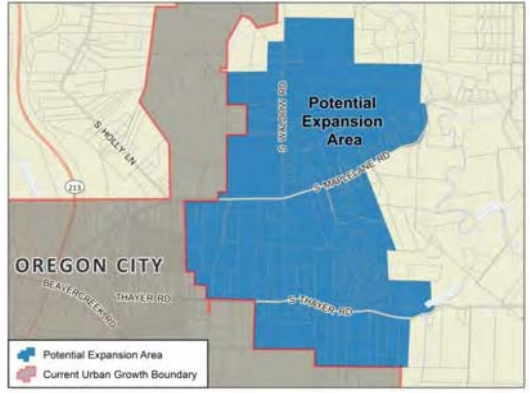 Potential
Expansion
Area
S WALDOW RD
S HOLLY LN
S MAPLELANE RD
213
OREGON CITY
BEAVERCREEK RD
THAYER RD
S THAYER RD
Potential Expansion Area
Current Urban Growth Boundary